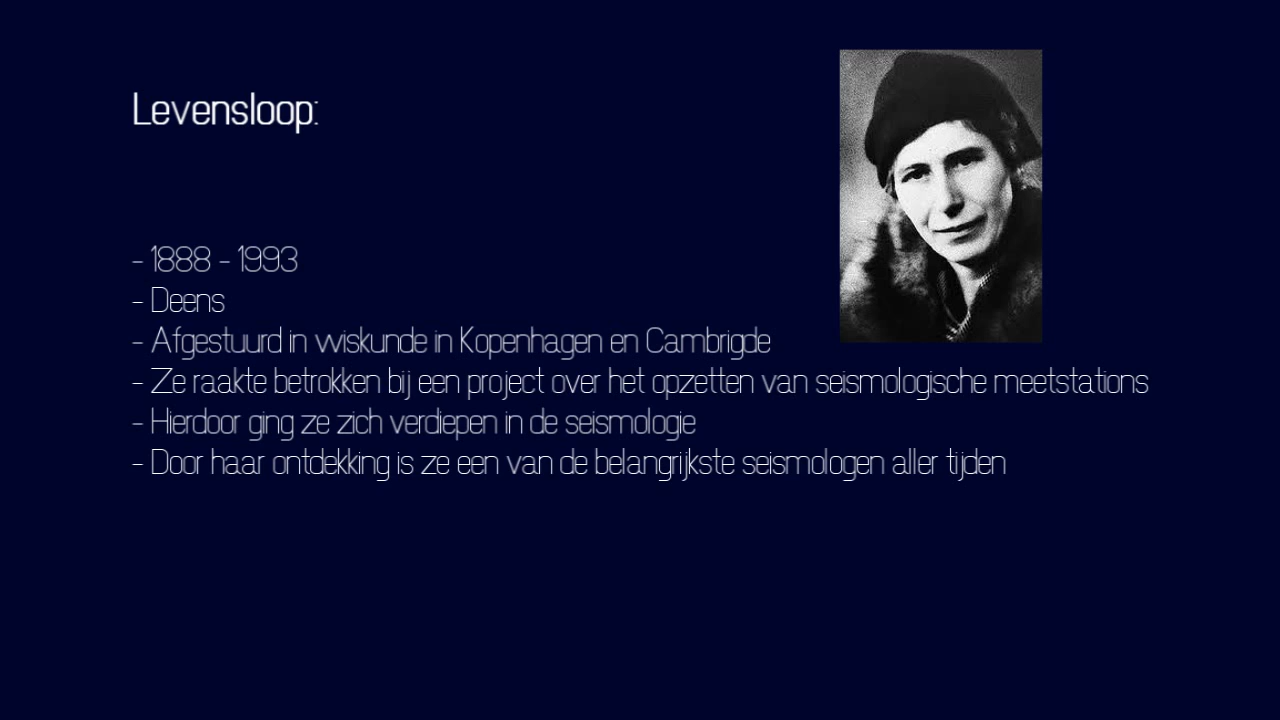 Levensloop:
- 1888 - 1993
- Deens
- Afgestuurd in wiskunde in Kopenhagen en Cambrigde
- Ze raakte betrokken bij een project over het opzetten van seismologische meetstations
- Hierdoor ging ze zich verdiepen in de seismologie
- Door haar ontdekking is ze een van de belangrijkste seismologen aller tijden